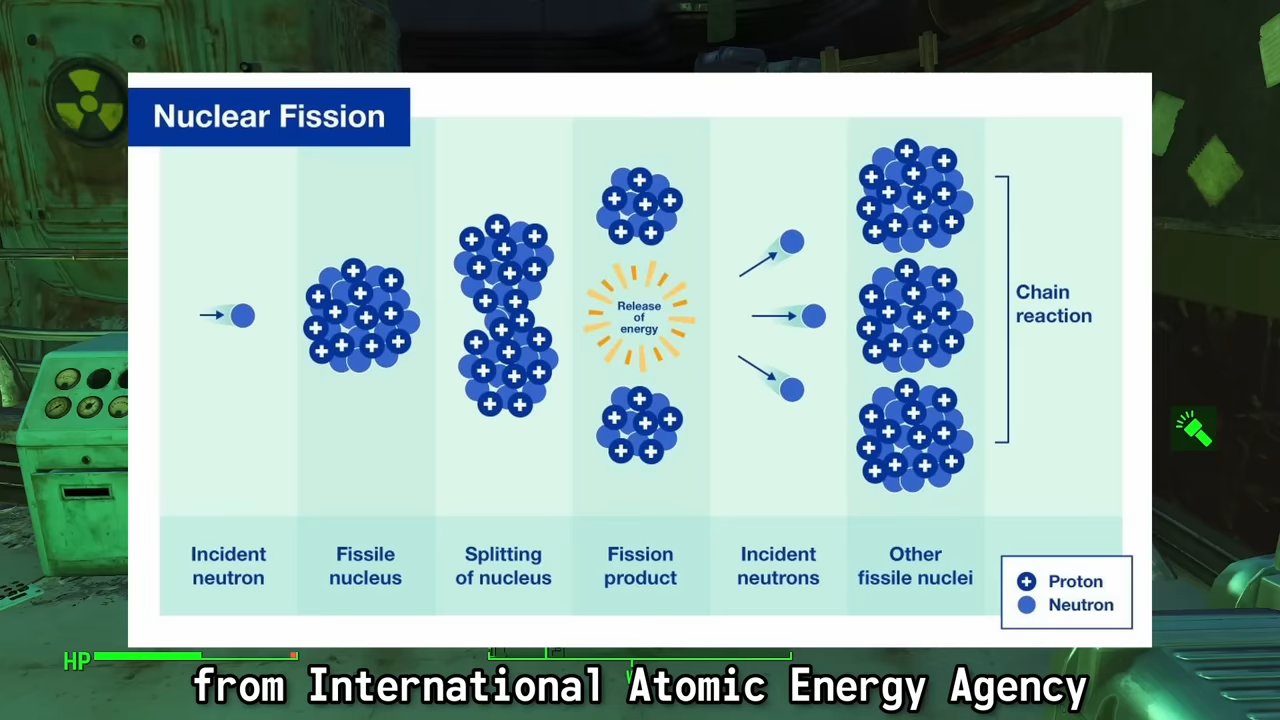 Nuclear Fission
Release
of
energy
Chain
reaction
Incident
neutron
Fissile
nucleus
Splitting
of nucleus
Fission
product
Incident
neutrons
Other
fissile nuclei
Proton
Neutron
HP
from International Atomic Energy Agency